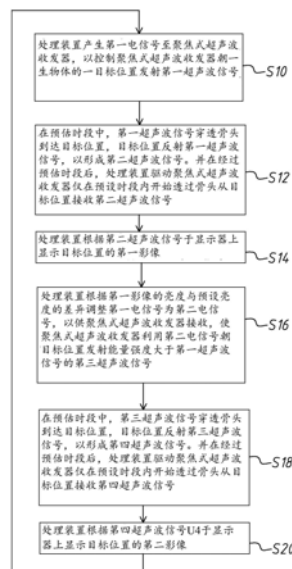 处理装置产生第一电信号至聚焦式超声波
收发器，以控制聚焦式超声波收发器朝一
生物体的一目标位置发射第一超声波信号
S10
在预估时段中，第一超声波信号穿透骨头
到达目标位置，目标位置反射第一超声波
信号，以形成第二超声波信号。并在经过
预估时段后，处理装置驱动聚焦式超声波
收发器仅在预设时段内开始透过骨头从目
标位置接收第二超声波信号
S12
处理装置根据第二超声波信号于显示器上
显示目标位置的第一影像
S14
处理装置根据第一影像的亮度与预设亮
度的差异调整第一电信号为第二电信
号，以供聚焦式超声波收发器接收，使
聚焦式超声波收发器利用第二电信号朝
目标位置发射能量强度大于第一超声波
信号的第三超声波信号
S16
在预估时段中，第三超声波信号穿透骨头
到达目标位置，目标位置反射第三超声波
信号，以形成第四超声波信号。并在经过
预估时段后，处理装置驱动聚焦式超声波
收发器仅在预设时段内开始透过骨头从目
标位置接收第四超声波信号
S18
处理装置根据第四超声波信号U4于显示
器上显示目标位置的第二影像
S20